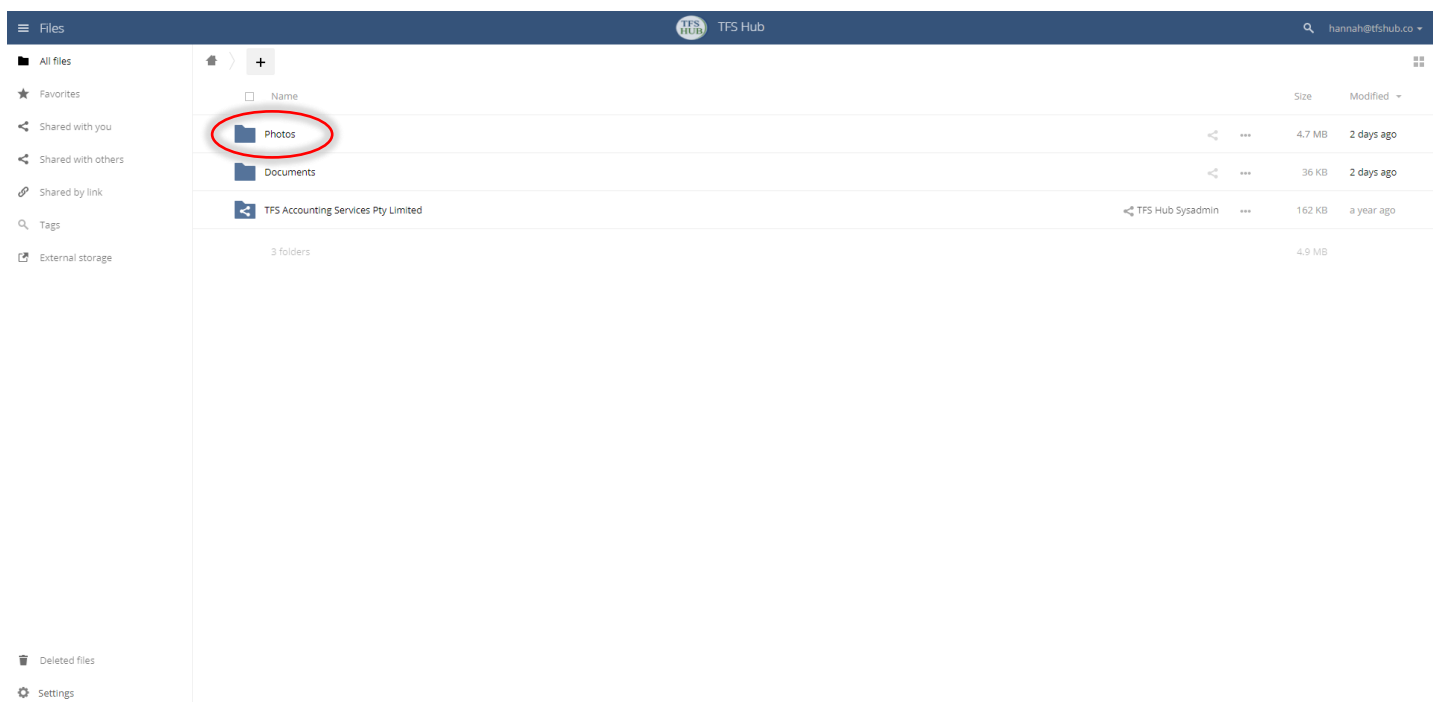 Files
TFS HUB TFS Hub
hannah@tfshub.co
All files
Favorites
Shared with you
Shared with others
Shared by link
Tags
External storage
Deleted files
Settings
+
Name Size Modified
Photos ••• 4.7 MB 2 days ago
Documents ••• 36 KB 2 days ago
TFS Accounting Services Pty Limited TFS Hub Sysadmin ••• 162 KB a year ago
3 folders 4.9 MB